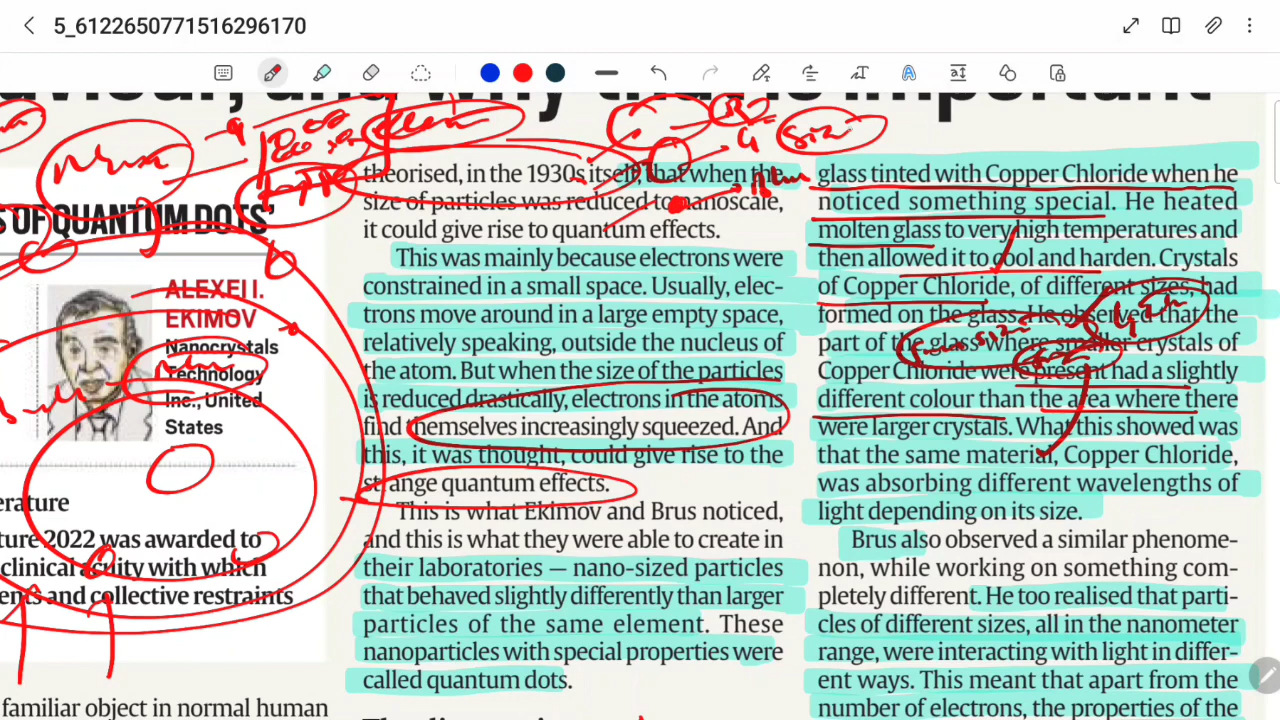 5_6122650771516296170
aviour, and why that is important
S OF QUANTUM DOTS'
ALEXEI I.
EKIMOV
Nanocrystals
Technology
Inc., United
States
erature
ture 2022 was awarded to
clinical acuity with which
ents and collective restraints
familiar object in normal human
theorised, in the 1930s itself, that when the
size of particles was reduced to nanoscale,
it could give rise to quantum effects.
This was mainly because electrons were
constrained in a small space. Usually, elec-
trons move around in a large empty space,
relatively speaking, outside the nucleus of
the atom. But when the size of the particles
is reduced drastically, electrons in the atoms
find themselves increasingly squeezed. And
this, it was thought, could give rise to the
strange quantum effects.
This is what Ekimov and Brus noticed,
and this is what they were able to create in
their laboratories — nano-sized particles
that behaved slightly differently than larger
particles of the same element. These
nanoparticles with special properties were
called quantum dots.
glass tinted with Copper Chloride when he
noticed something special. He heated
molten glass to very high temperatures and
then allowed it to cool and harden. Crystals
of Copper Chloride, of different sizes, had
formed on the glass. He observed that the
part of the glass where smaller crystals of
Copper Chloride were present had a slightly
different colour than the area where there
were larger crystals. What this showed was
that the same material, Copper Chloride,
was absorbing different wavelengths of
light depending on its size.
Brus also observed a similar phenome-
non, while working on something com-
pletely different. He too realised that parti-
cles of different sizes, all in the nanometer
range, were interacting with light in differ-
ent ways. This meant that apart from the
number of electrons, the properties of the
size